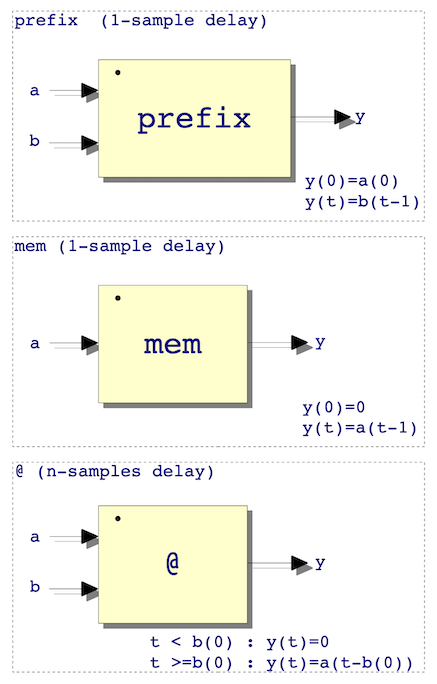 prefix  (1-sample delay)
a
prefix
y
b
y(0)=a(0)
y(t)=b(t-1)
mem (1-sample delay)
a
mem
y
y(0)=0
y(t)=a(t-1)
@ (n-samples delay)
a
@
y
b
t < b(0) : y(t)=0
t >=b(0) : y(t)=a(t-b(0))